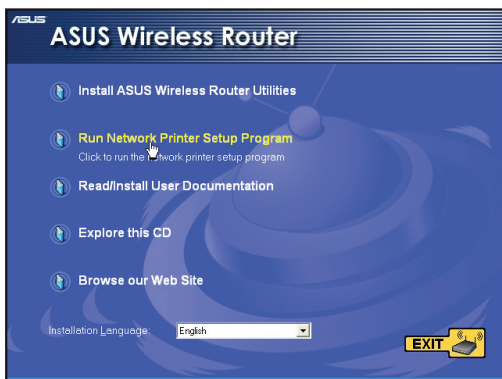 ASUS
ASUS Wireless Router
Install ASUS Wireless Router Utilities
Run Network Printer Setup Program
Click to run the network printer setup program
Read/Install User Documentation
Explore this CD
Browse our Web Site
Installation Language: English
EXIT